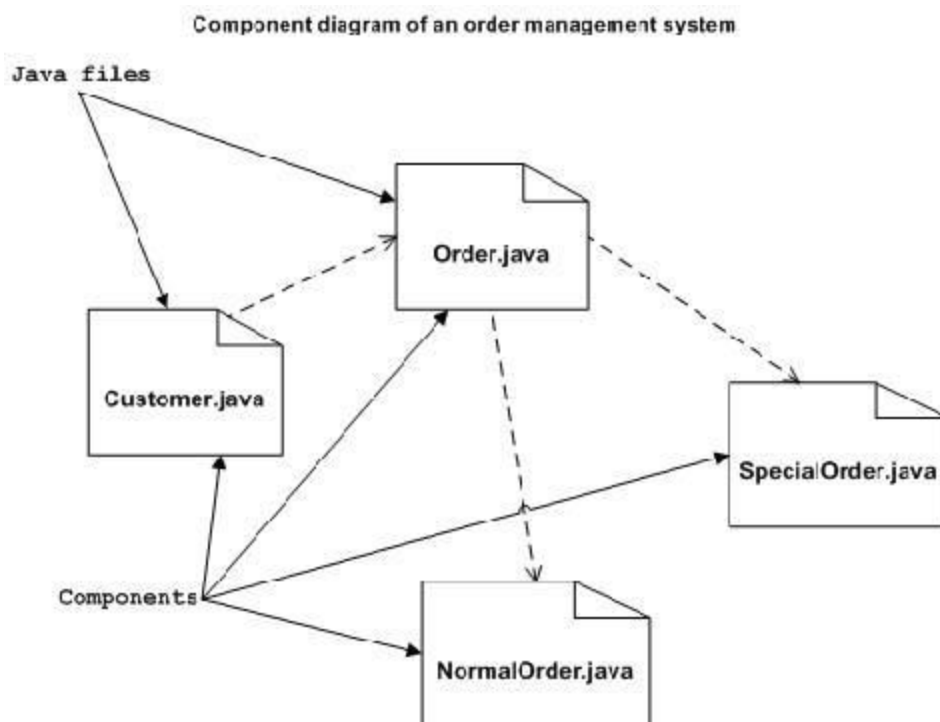 Component diagram of an order management system
Java files
Order.java
Customer.java
SpecialOrder.java
Components
NormalOrder.java